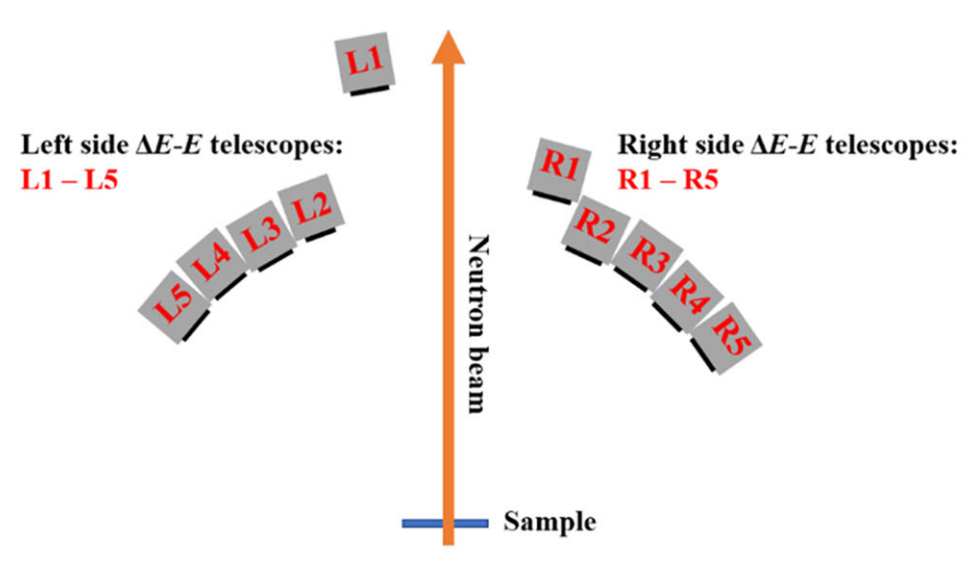 L1
Left side ΔE-E telescopes:
L1 – L5
R1
Right side ΔE-E telescopes:
R1 – R5
L2
L3
L4
L5
R2
R3
R4
R5
Neutron beam
Sample